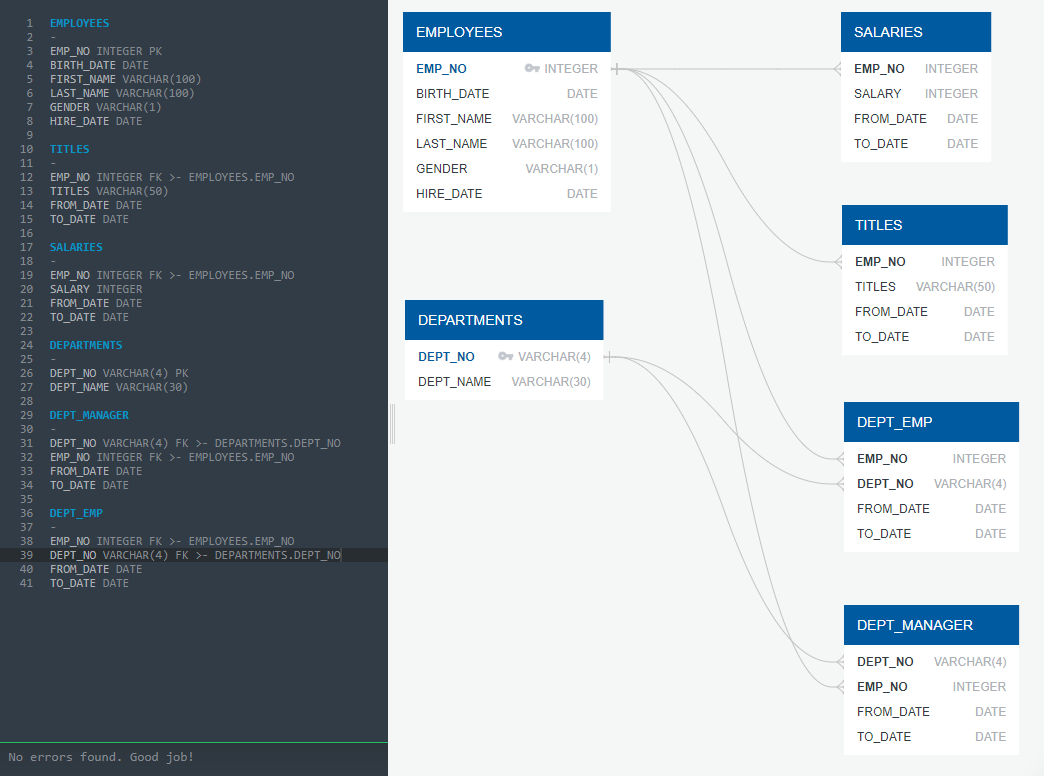 1 EMPLOYEES
2 -
3 EMP_NO INTEGER PK
4 BIRTH_DATE DATE
5 FIRST_NAME VARCHAR(100)
6 LAST_NAME VARCHAR(100)
7 GENDER VARCHAR(1)
8 HIRE_DATE DATE
9
10 TITLES
11 -
12 EMP_NO INTEGER FK >- EMPLOYEES.EMP_NO
13 TITLES VARCHAR(50)
14 FROM_DATE DATE
15 TO_DATE DATE
16
17 SALARIES
18 -
19 EMP_NO INTEGER FK >- EMPLOYEES.EMP_NO
20 SALARY INTEGER
21 FROM_DATE DATE
22 TO_DATE DATE
23
24 DEPARTMENTS
25 -
26 DEPT_NO VARCHAR(4) PK
27 DEPT_NAME VARCHAR(30)
28
29 DEPT_MANAGER
30 -
31 DEPT_NO VARCHAR(4) FK >- DEPARTMENTS.DEPT_NO
32 EMP_NO INTEGER FK >- EMPLOYEES.EMP_NO
33 FROM_DATE DATE
34 TO_DATE DATE
35
36 DEPT_EMP
37 -
38 EMP_NO INTEGER FK >- EMPLOYEES.EMP_NO
39 DEPT_NO VARCHAR(4) FK >- DEPARTMENTS.DEPT_NO
40 FROM_DATE DATE
41 TO_DATE DATE
No errors found. Good job!
EMPLOYEES
EMP_NO INTEGER
BIRTH_DATE DATE
FIRST_NAME VARCHAR(100)
LAST_NAME VARCHAR(100)
GENDER VARCHAR(1)
HIRE_DATE DATE
DEPARTMENTS
DEPT_NO VARCHAR(4)
DEPT_NAME VARCHAR(30)
SALARIES
EMP_NO INTEGER
SALARY INTEGER
FROM_DATE DATE
TO_DATE DATE
TITLES
EMP_NO INTEGER
TITLES VARCHAR(50)
FROM_DATE DATE
TO_DATE DATE
DEPT_EMP
EMP_NO INTEGER
DEPT_NO VARCHAR(4)
FROM_DATE DATE
TO_DATE DATE
DEPT_MANAGER
DEPT_NO VARCHAR(4)
EMP_NO INTEGER
FROM_DATE DATE
TO_DATE DATE